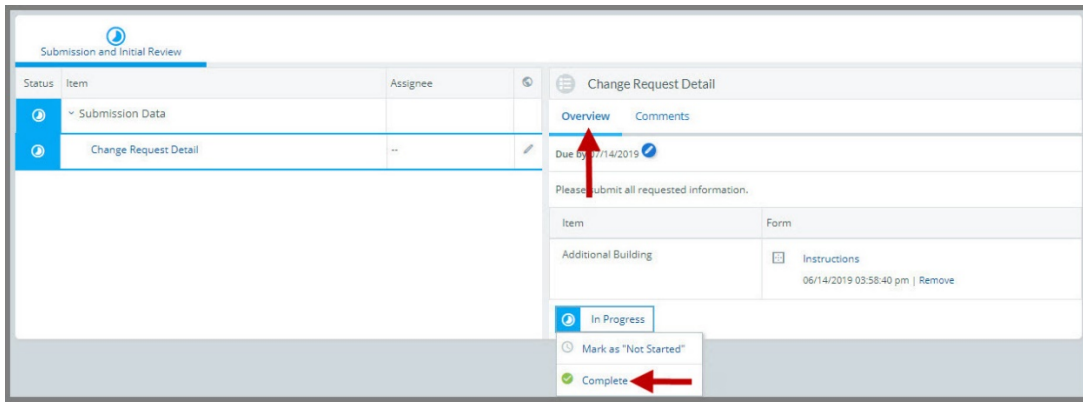 Submission and Initial Review
Status Item Assignee
Submission Data
Change Request Detail --
Change Request Detail
Overview Comments
Due by 07/14/2019
Please submit all requested information.
Item Form
Additional Building Instructions
06/14/2019 03:58:40 pm | Remove
In Progress
Mark as "Not Started"
Complete